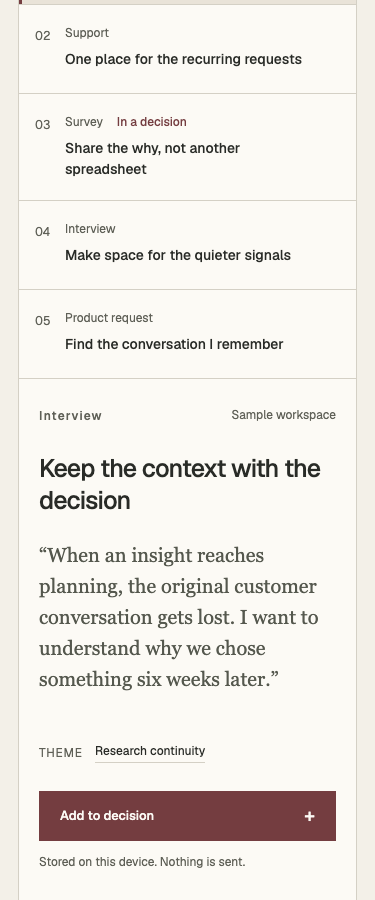 02 Support
One place for the recurring requests
03 Survey In a decision
Share the why, not another
spreadsheet
04 Interview
Make space for the quieter signals
05 Product request
Find the conversation I remember
Interview Sample workspace
Keep the context with the
decision
“When an insight reaches
planning, the original customer
conversation gets lost. I want to
understand why we chose
something six weeks later.”
THEME Research continuity
Add to decision +
Stored on this device. Nothing is sent.